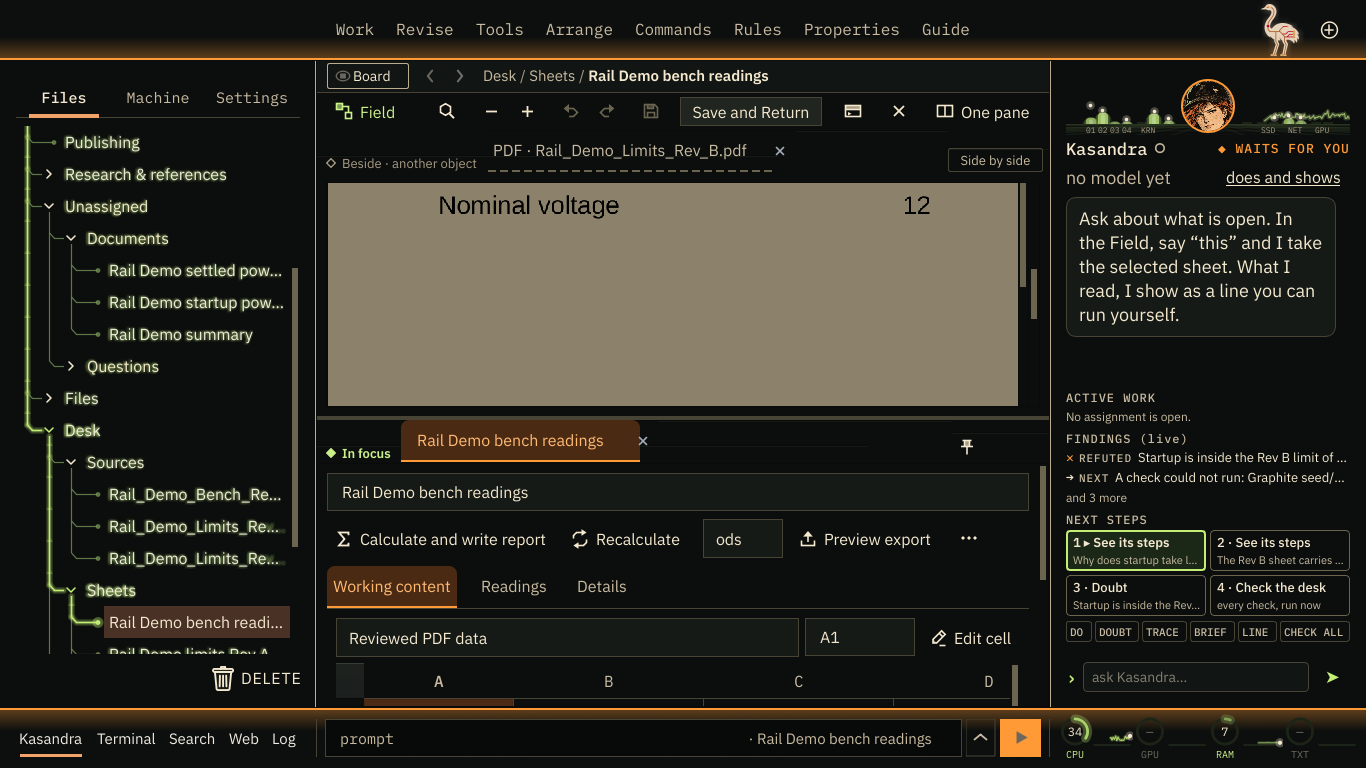 Work Revise Tools Arrange Commands Rules Properties Guide
Files Machine Settings
Publishing
Research & references
Unassigned
Documents
Rail Demo settled pow...
Rail Demo startup pow...
Rail Demo summary
Questions
Files
Desk
Sources
Rail_Demo_Bench_Re...
Rail_Demo_Limits_Re...
Rail_Demo_Limits_Re...
Sheets
Rail Demo bench readi...
Rail Demo limits Rev A
DELETE
Board
Desk / Sheets / Rail Demo bench readings
Field
Save and Return
One pane
Beside · another object
PDF · Rail_Demo_Limits_Rev_B.pdf
Side by side
Nominal voltage 12
In focus
Rail Demo bench readings
Rail Demo bench readings
Calculate and write report
Recalculate
ods
Preview export
Working content Readings Details
Reviewed PDF data
A1
Edit cell
A B C D
01 02 03 04 KRN
SSD NET GPU
Kasandra
WAITS FOR YOU
no model yet
does and shows
Ask about what is open. In
the Field, say “this” and I take
the selected sheet. What I
read, I show as a line you can
run yourself.
ACTIVE WORK
No assignment is open.
FINDINGS (live)
REFUTED Startup is inside the Rev B limit of ...
NEXT A check could not run: Graphite seed/...
and 3 more
NEXT STEPS
1 ▸ See its steps
Why does startup take l...
2 · See its steps
The Rev B sheet carries ...
3 · Doubt
Startup is inside the Rev...
4 · Check the desk
every check, run now
DO DOUBT TRACE BRIEF LINE CHECK ALL
ask Kasandra...
Kasandra Terminal Search Web Log
prompt
· Rail Demo bench readings
34
CPU
–
GPU
7
RAM
–
TXT